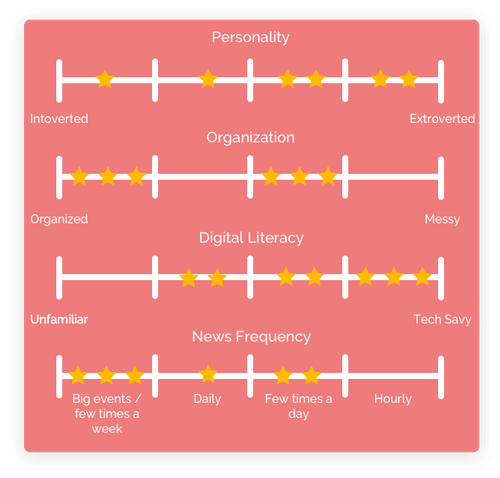 Personality
Intoverted
Extroverted
Organization
Organized
Messy
Digital Literacy
Unfamiliar
Tech Savy
News Frequency
Big events /
few times a
week
Daily
Few times a
day
Hourly